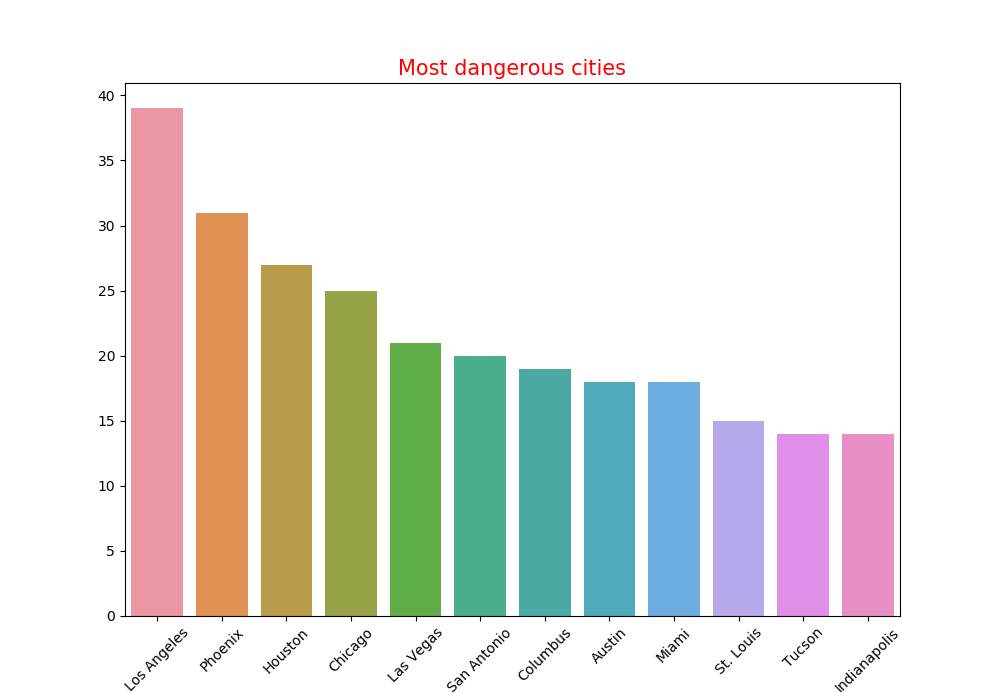 Most dangerous cities
40
35
30
25
20
15
10
5
0
Los Angeles
Phoenix
Houston
Chicago
Las Vegas
San Antonio
Columbus
Austin
Miami
St. Louis
Tucson
Indianapolis